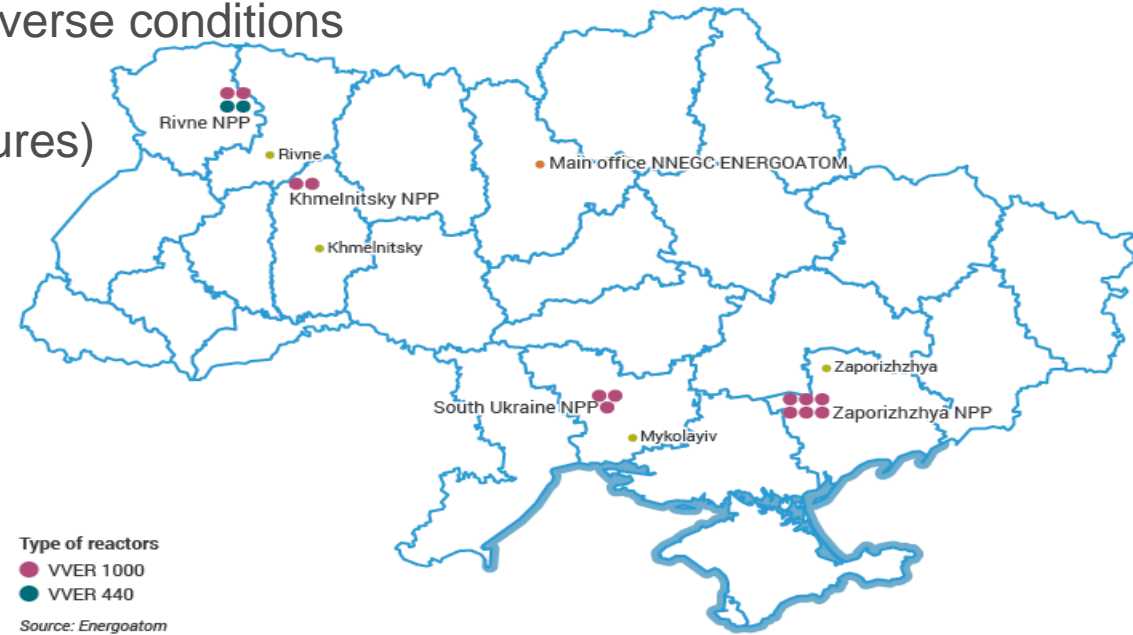 verse conditions
ures)
Rivne NPP
Rivne
Main office NNEGC ENERGOATOM
Khmelnitsky NPP
Khmelnitsky
Zaporizhzhya
South Ukraine NPP
Zaporizhzhya NPP
Mykolayiv
Type of reactors
VVER 1000
VVER 440
Source: Energoatom